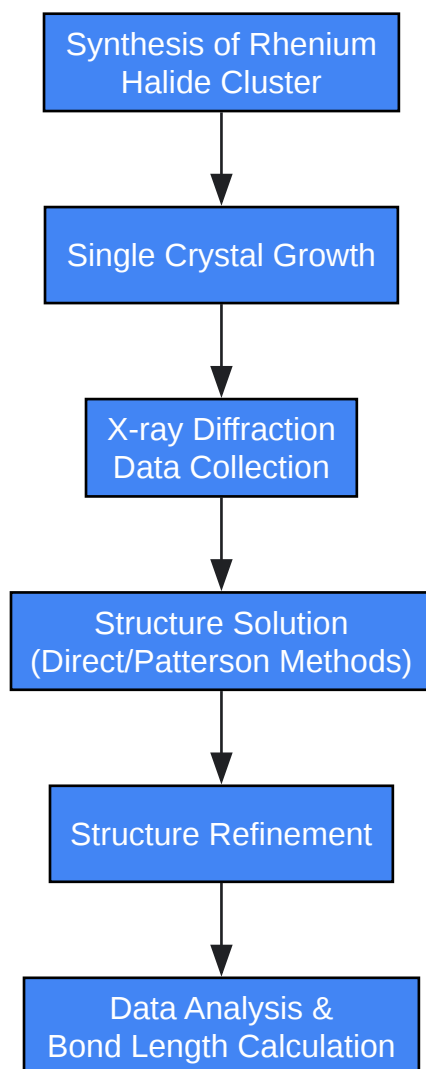 Synthesis of Rhenium
Halide Cluster
Single Crystal Growth
X-ray Diffraction
Data Collection
Structure Solution
(Direct/Patterson Methods)
Structure Refinement
Data Analysis &
Bond Length Calculation